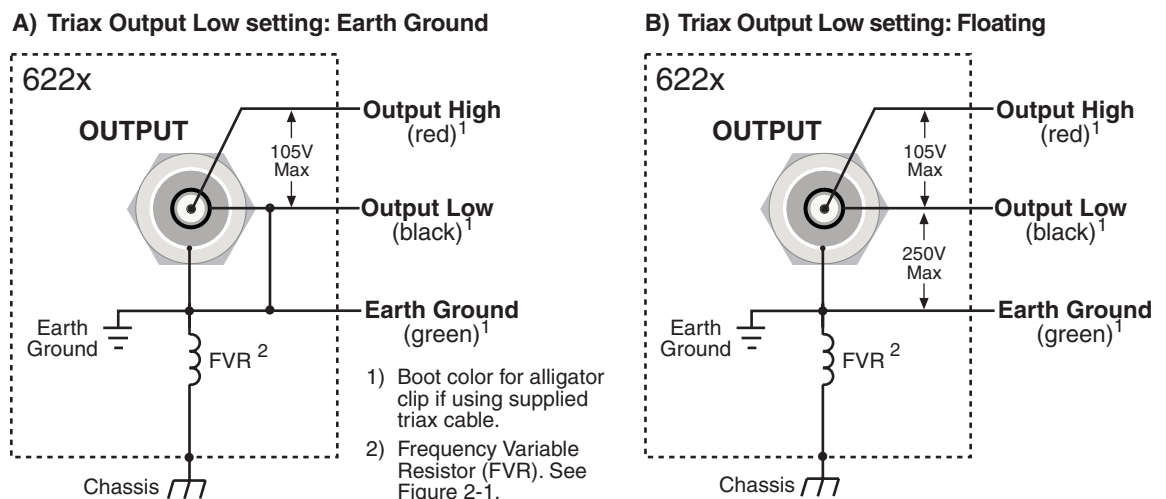 A) Triax Output Low setting: Earth Ground
622x
OUTPUT
105V
Max
Output High
(red)1
Output Low
(black)1
Earth Ground
(green)1
Earth
Ground
FVR 2
Chassis
1) Boot color for alligator
clip if using supplied
triax cable.
2) Frequency Variable
Resistor (FVR). See
Figure 2-1.
B) Triax Output Low setting: Floating
622x
OUTPUT
105V
Max
250V
Max
Output High
(red)1
Output Low
(black)1
Earth Ground
(green)1
Earth
Ground
FVR 2
Chassis